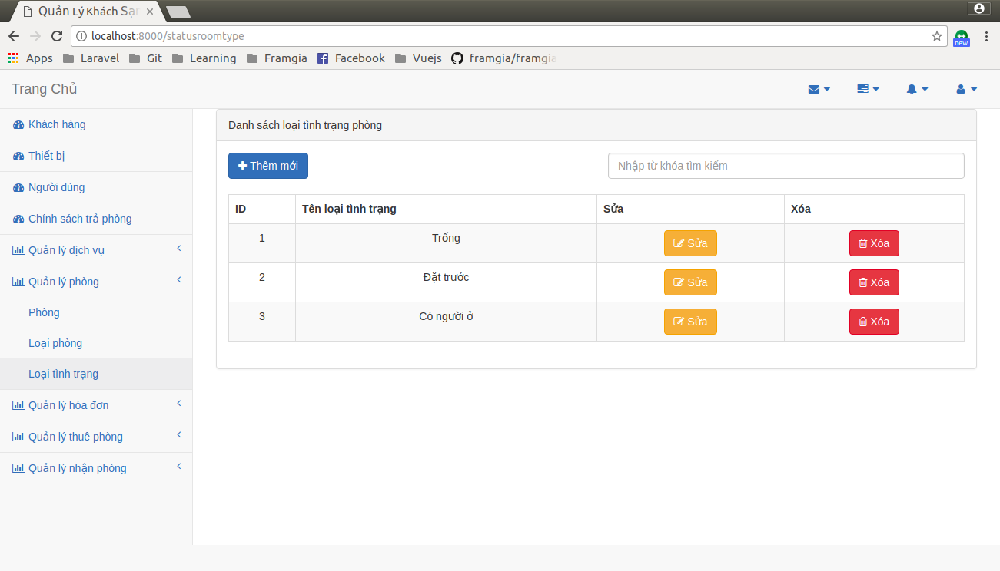 Quản Lý Khách Sạn
localhost:8000/statusroomtype
new
Apps Laravel Git Learning Framgia Facebook Vuejs framgia/framgia
Trang Chủ
Khách hàng
Thiết bị
Người dùng
Chính sách trả phòng
Quản lý dịch vụ
Quản lý phòng
Phòng
Loại phòng
Loại tình trạng
Quản lý hóa đơn
Quản lý thuê phòng
Quản lý nhận phòng
Danh sách loại tình trạng phòng
Thêm mới
Nhập từ khóa tìm kiếm
ID Tên loại tình trạng Sửa Xóa
1 Trống Sửa Xóa
2 Đặt trước Sửa Xóa
3 Có người ở Sửa Xóa